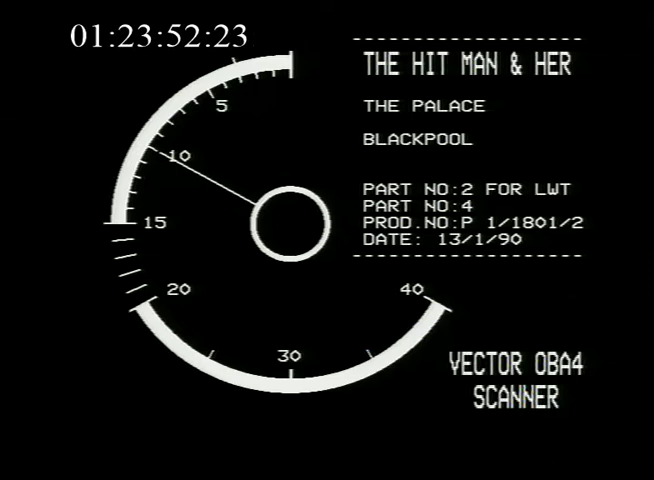 01:23:52:23
THE HIT MAN & HER
THE PALACE
BLACKPOOL
PART NO:2 FOR LWT
PART NO:4
PROD.NO:P 1/1801/2
DATE: 13/1/90
5
10
15
20
30
40
VECTOR OBA4
SCANNER